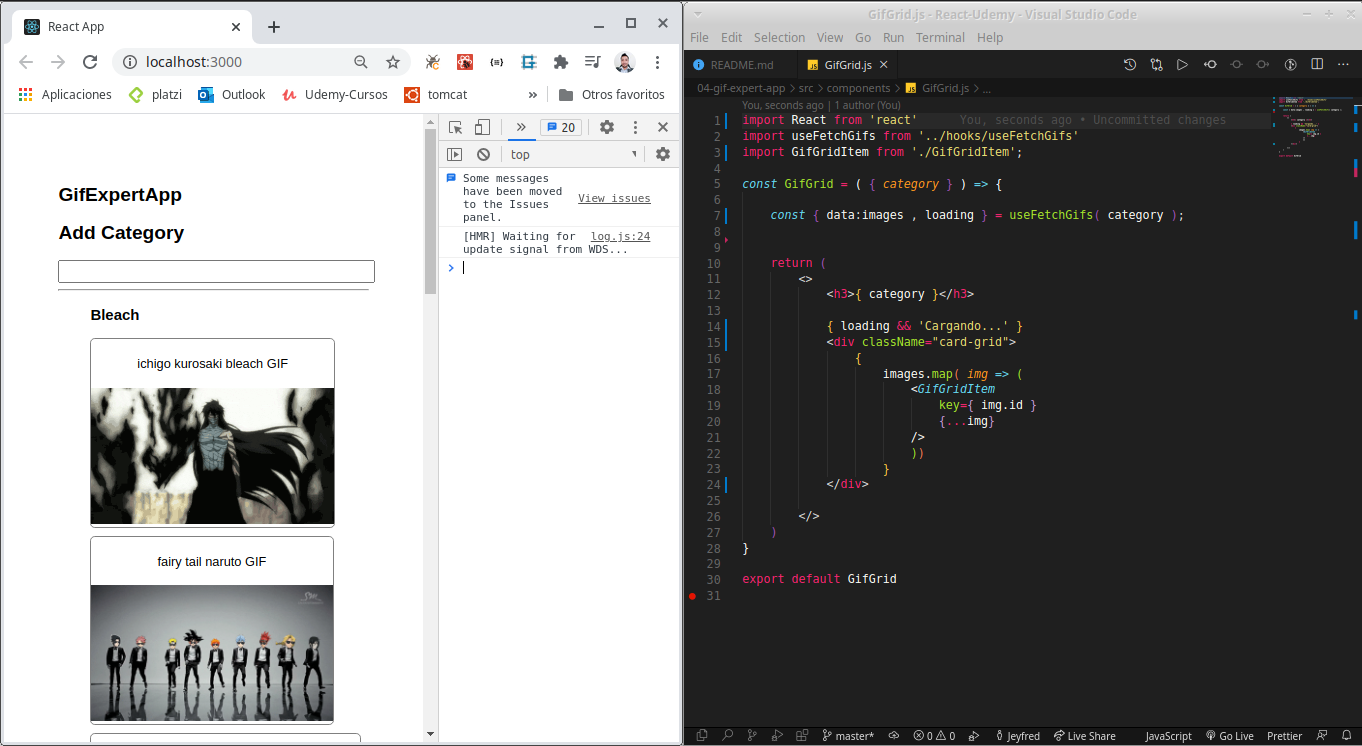 React App
localhost:3000
Aplicaciones
platzi
Outlook
Udemy-Cursos
tomcat
»
Otros favoritos
GifExpertApp
Add Category
Bleach
ichigo kurosaki bleach GIF
fairy tail naruto GIF
» 20
top
Some messages
have been moved
to the Issues
panel.
View issues
[HMR] Waiting for
update signal from WDS...
log.js:24
GifGrid.js - React-Udemy - Visual Studio Code
File Edit Selection View Go Run Terminal Help
README.md
JS GifGrid.js
04-gif-expert-app > src > components > JS GifGrid.js > ...
You, seconds ago | 1 author (You)
1 import React from 'react' You, seconds ago • Uncommitted changes
2 import useFetchGifs from '../hooks/useFetchGifs'
3 import GifGridItem from './GifGridItem';
4
5 const GifGrid = ( { category } ) => {
6
7 const { data:images , loading } = useFetchGifs( category );
8
9
10 return (
11 <>
12 <h3>{ category }</h3>
13
14 { loading && 'Cargando...' }
15 <div className="card-grid">
16 {
17 images.map( img => (
18 <GifGridItem
19 key={ img.id }
20 {...img}
21 />
22 ))
23 }
24 </div>
25
26 </>
27 )
28 }
29
30 export default GifGrid
31
master* 0 0 Jeyfred Live Share JavaScript Go Live Prettier